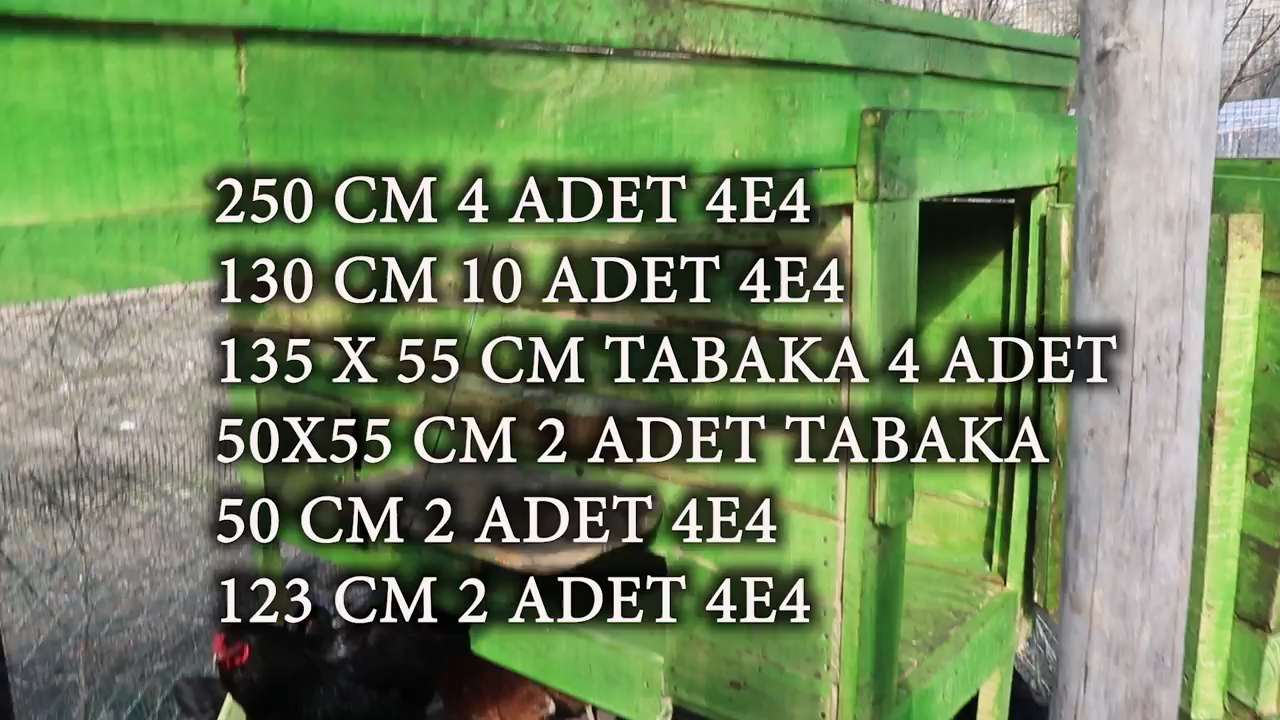 250 CM 4 ADET 4E4
130 CM 10 ADET 4E4
135 X 55 CM TABAKA 4 ADET
50X55 CM 2 ADET TABAKA
50 CM 2 ADET 4E4
123 CM 2 ADET 4E4